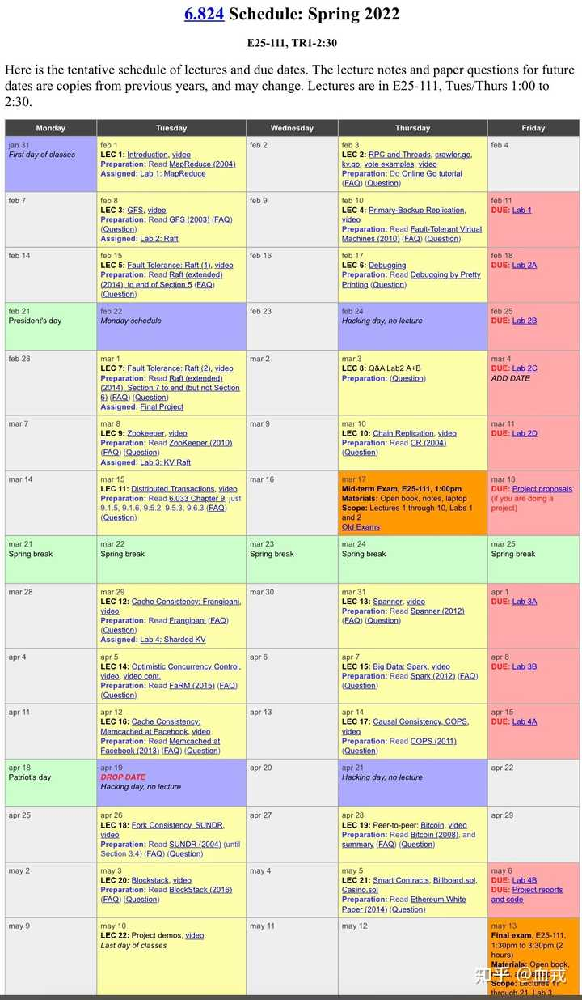 6.824 Schedule: Spring 2022
E25-111, TR1-2:30
Here is the tentative schedule of lectures and due dates. The lecture notes and paper questions for future
dates are copies from previous years, and may change. Lectures are in E25-111, Tues/Thurs 1:00 to
2:30.
Monday
Tuesday
Wednesday
Thursday
Friday
jan 31
First day of classes
feb 1
LEC 1: Introduction, video
Preparation: Read MapReduce (2004)
Assigned: Lab 1: MapReduce
feb 2
feb 3
LEC 2: RPC and Threads, crawler.go,
kv.go, vote examples, video
Preparation: Do Online Go tutorial
(FAQ) (Question)
feb 4
feb 7
feb 8
LEC 3: GFS, video
Preparation: Read GFS (2003) (FAQ)
(Question)
Assigned: Lab 2: Raft
feb 9
feb 10
LEC 4: Primary-Backup Replication,
video
Preparation: Read Fault-Tolerant Virtual
Machines (2010) (FAQ) (Question)
feb 11
DUE: Lab 1
feb 14
feb 15
LEC 5: Fault Tolerance: Raft (1), video
Preparation: Read Raft (extended)
(2014), to end of Section 5 (FAQ)
(Question)
feb 16
feb 17
LEC 6: Debugging
Preparation: Read Debugging by Pretty
Printing (Question)
feb 18
DUE: Lab 2A
feb 21
President's day
feb 22
Monday schedule
feb 23
feb 24
Hacking day, no lecture
feb 25
DUE: Lab 2B
feb 28
mar 1
LEC 7: Fault Tolerance: Raft (2), video
Preparation: Read Raft (extended)
(2014), Section 7 to end (but not Section
6) (FAQ) (Question)
Assigned: Final Project
mar 2
mar 3
LEC 8: Q&A Lab2 A+B
Preparation: (Question)
mar 4
DUE: Lab 2C
ADD DATE
mar 7
mar 8
LEC 9: Zookeeper, video
Preparation: Read ZooKeeper (2010)
(FAQ) (Question)
Assigned: Lab 3: KV Raft
mar 9
mar 10
LEC 10: Chain Replication, video
Preparation: Read CR (2004)
(Question)
mar 11
DUE: Lab 2D
mar 14
mar 15
LEC 11: Distributed Transactions, video
Preparation: Read 6.033 Chapter 9, just
9.1.5, 9.1.6, 9.5.2, 9.5.3, 9.6.3 (FAQ)
(Question)
mar 16
mar 17
Mid-term Exam, E25-111, 1:00pm
Materials: Open book, notes, laptop
Scope: Lectures 1 through 10, Labs 1
and 2
Old Exams
mar 18
DUE: Project proposals
(if you are doing a
project)
mar 21
Spring break
mar 22
Spring break
mar 23
Spring break
mar 24
Spring break
mar 25
Spring break
mar 28
mar 29
LEC 12: Cache Consistency: Frangipani,
video
Preparation: Read Frangipani (FAQ)
(Question)
Assigned: Lab 4: Sharded KV
mar 30
mar 31
LEC 13: Spanner, video
Preparation: Read Spanner (2012)
(FAQ) (Question)
apr 1
DUE: Lab 3A
apr 4
apr 5
LEC 14: Optimistic Concurrency Control,
video, video cont.
Preparation: Read FaRM (2015) (FAQ)
(Question)
apr 6
apr 7
LEC 15: Big Data: Spark, video
Preparation: Read Spark (2012) (FAQ)
(Question)
apr 8
DUE: Lab 3B
apr 11
apr 12
LEC 16: Cache Consistency:
Memcached at Facebook, video
Preparation: Read Memcached at
Facebook (2013) (FAQ) (Question)
apr 13
apr 14
LEC 17: Causal Consistency, COPS,
video
Preparation: Read COPS (2011)
(Question)
apr 15
DUE: Lab 4A
apr 18
Patriot's day
apr 19
DROP DATE
Hacking day, no lecture
apr 20
apr 21
Hacking day, no lecture
apr 22
apr 25
apr 26
LEC 18: Fork Consistency, SUNDR,
video
Preparation: Read SUNDR (2004) (until
Section 3.4) (FAQ) (Question)
apr 27
apr 28
LEC 19: Peer-to-peer: Bitcoin, video
Preparation: Read Bitcoin (2008), and
summary (FAQ) (Question)
apr 29
may 2
may 3
LEC 20: Blockstack, video
Preparation: Read BlockStack (2016)
(FAQ) (Question)
may 4
may 5
LEC 21: Smart Contracts, Billboard.sol,
Casino.sol
Preparation: Read Ethereum White
Paper (2014) (Question)
may 6
DUE: Lab 4B
DUE: Project reports
and code
may 9
may 10
LEC 22: Project demos, video
Last day of classes
may 11
may 12
may 13
Final exam, E25-111,
1:30pm to 3:30pm (2
hours)
Materials: Open book,
Scope: Lectures 11
through 21, Lab 3
知乎 @血戎